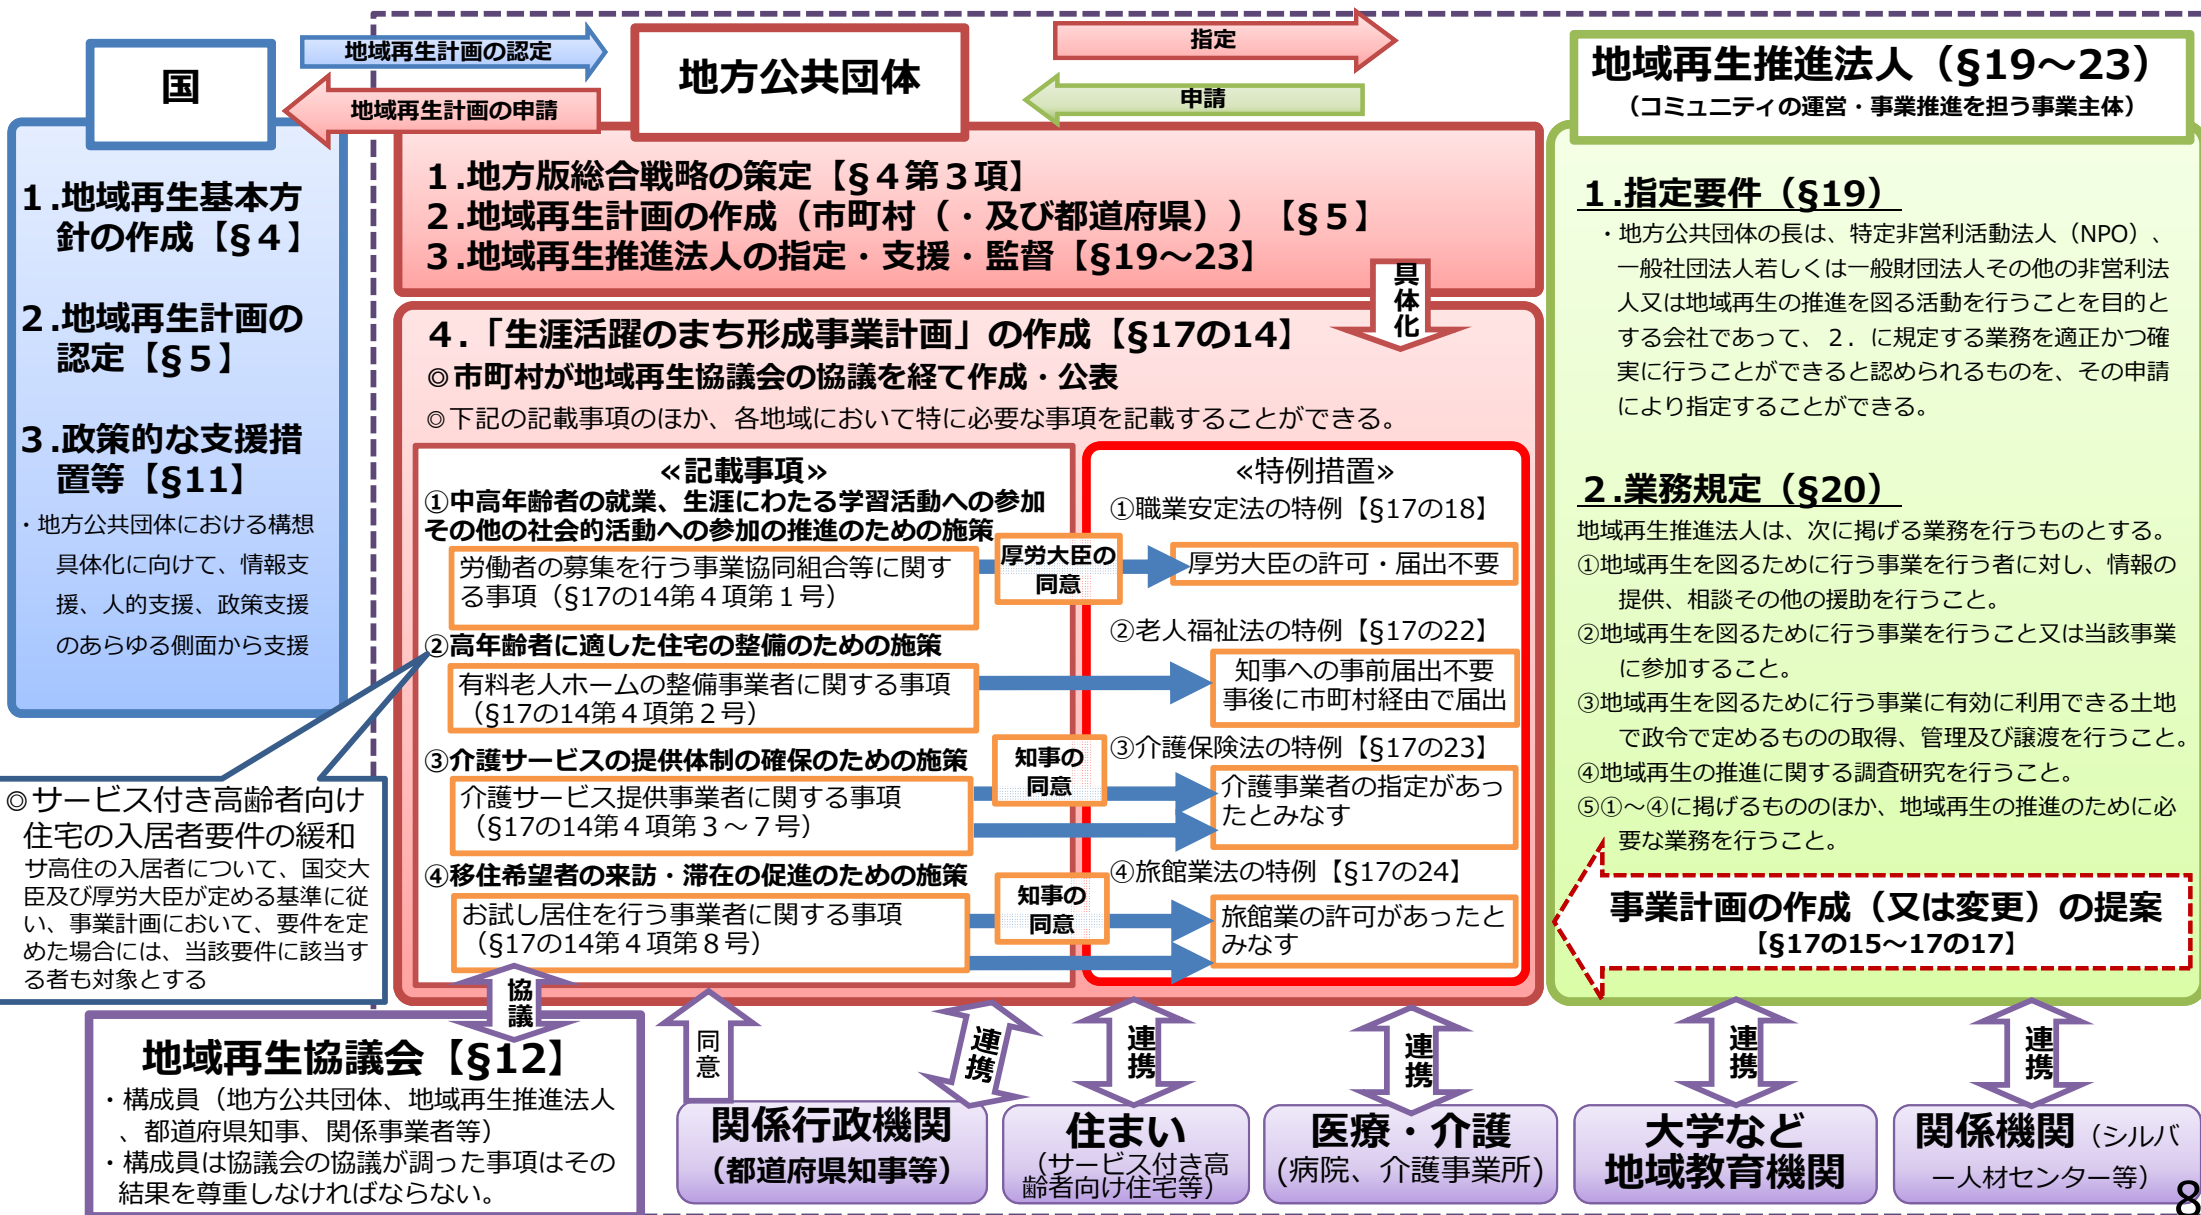 国
地域再生計画の認定
地域再生計画の申請
地方公共団体
指定
申請
地域再生推進法人（§19～23）
（コミュニティの運営・事業推進を担う事業主体）
１.地域再生基本方
針の作成【§４】
２.地域再生計画の
認定【§５】
３.政策的な支援措
置等【§11】
・地方公共団体における構想
具体化に向けて、情報支
援、人的支援、政策支援
のあらゆる側面から支援
１.地方版総合戦略の策定【§４第３項】
２.地域再生計画の作成（市町村（・及び都道府県））【§５】
３.地域再生推進法人の指定・支援・監督【§19～23】
具体化
４.「生涯活躍のまち形成事業計画」の作成【§17の14】
◎市町村が地域再生協議会の協議を経て作成・公表
◎下記の記載事項のほか、各地域において特に必要な事項を記載することができる。
≪記載事項≫
①中高年齢者の就業、生涯にわたる学習活動への参加
その他の社会的活動への参加の推進のための施策
労働者の募集を行う事業協同組合等に関す
る事項（§17の14第４項第１号）
②高年齢者に適した住宅の整備のための施策
有料老人ホームの整備事業者に関する事項
（§17の14第４項第２号）
③介護サービスの提供体制の確保のための施策
介護サービス提供事業者に関する事項
（§17の14第４項第３～７号）
④移住希望者の来訪・滞在の促進のための施策
お試し居住を行う事業者に関する事項
（§17の14第４項第８号）
厚労大臣の
同意
知事の
同意
知事の
同意
≪特例措置≫
①職業安定法の特例【§17の18】
厚労大臣の許可・届出不要
②老人福祉法の特例【§17の22】
知事への事前届出不要
事後に市町村経由で届出
③介護保険法の特例【§17の23】
介護事業者の指定があっ
たとみなす
④旅館業法の特例【§17の24】
旅館業の許可があったと
みなす
１.指定要件（§19）
・地方公共団体の長は、特定非営利活動法人（NPO）、
一般社団法人若しくは一般財団法人その他の非営利法
人又は地域再生の推進を図る活動を行うことを目的と
する会社であって、２．に規定する業務を適正かつ確
実に行うことができると認められるものを、その申請
により指定することができる。
２.業務規定（§20）
地域再生推進法人は、次に掲げる業務を行うものとする。
①地域再生を図るために行う事業を行う者に対し、情報の
提供、相談その他の援助を行うこと。
②地域再生を図るために行う事業を行うこと又は当該事業
に参加すること。
③地域再生を図るために行う事業に有効に利用できる土地
で政令で定めるものの取得、管理及び譲渡を行うこと。
④地域再生の推進に関する調査研究を行うこと。
⑤①～④に掲げるもののほか、地域再生の推進のために必
要な業務を行うこと。
事業計画の作成（又は変更）の提案
【§17の15～17の17】
◎サービス付き高齢者向け
住宅の入居者要件の緩和
サ高住の入居者について、国交大
臣及び厚労大臣が定める基準に従
い、事業計画において、要件を定
めた場合には、当該要件に該当す
る者も対象とする
協議
同意
連携
連携
連携
連携
連携
地域再生協議会【§12】
・構成員（地方公共団体、地域再生推進法人
、都道府県知事、関係事業者等）
・構成員は協議会の協議が調った事項はその
結果を尊重しなければならない。
関係行政機関
（都道府県知事等）
住まい
（サービス付き高
齢者向け住宅等）
医療・介護
(病院、介護事業所)
大学など
地域教育機関
関係機関（シルバ
ー人材センター等）
8